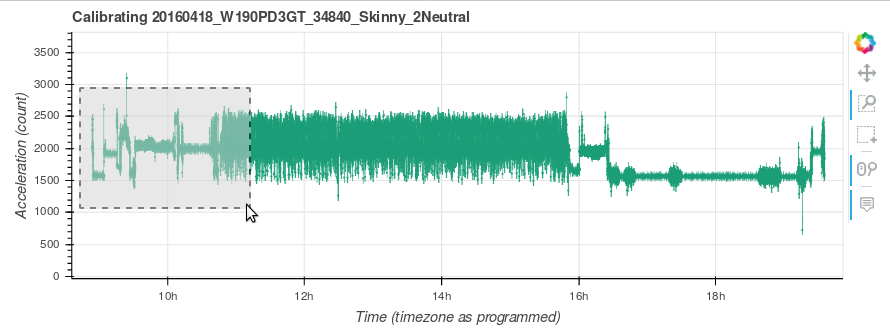 Calibrating 20160418_W190PD3GT_34840_Skinny_2Neutral
Acceleration (count)
3500
3000
2500
2000
1500
1000
500
0
10h 12h 14h 16h 18h
Time (timezone as programmed)